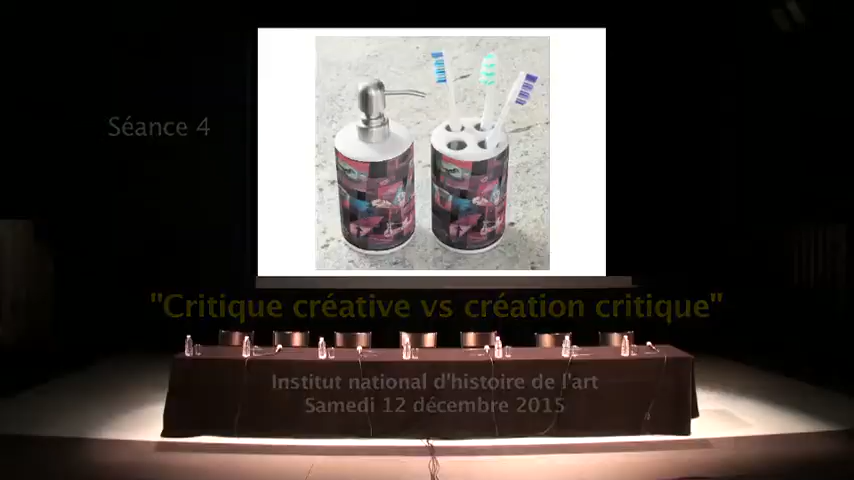 Séance 4
"Critique créative vs création critique"
Institut national d'histoire de l'art
Samedi 12 décembre 2015